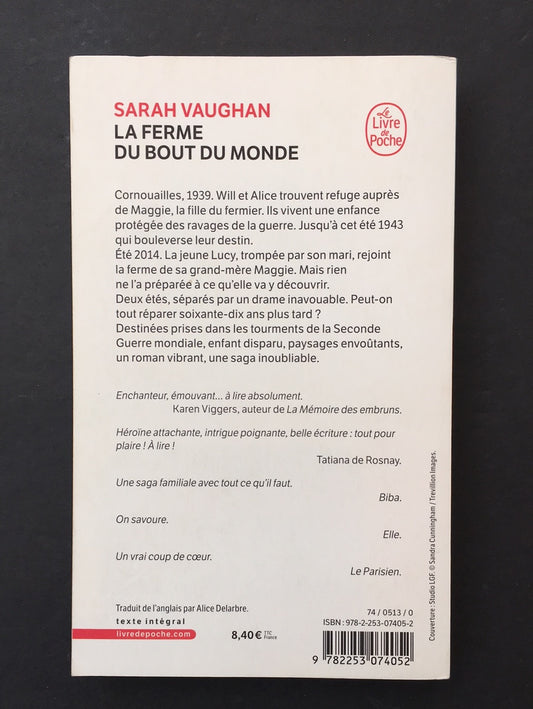 SARAH VAUGHAN
LA FERME
DU BOUT DU MONDE
Le
Livre
de
Poche
Cornouailles, 1939. Will et Alice trouvent refuge auprès
de Maggie, la fille du fermier. Ils vivent une enfance
protégée des ravages de la guerre. Jusqu'à cet été 1943
qui bouleverse leur destin.
Été 2014. La jeune Lucy, trompée par son mari, rejoint
la ferme de sa grand-mère Maggie. Mais rien
ne l'a préparée à ce qu'elle va y découvrir.
Deux étés, séparés par un drame inavouable. Peut-on
tout réparer soixante-dix ans plus tard ?
Destinées prises dans les tourments de la Seconde
Guerre mondiale, enfant disparu, paysages envoûtants,
un roman vibrant, une saga inoubliable.
Enchanteur, émouvant... à lire absolument.
Karen Viggers, auteur de La Mémoire des embruns.
Héroïne attachante, intrigue poignante, belle écriture : tout pour
plaire ! À lire !
Tatiana de Rosnay.
Une saga familiale avec tout ce qu'il faut.
Biba.
On savoure.
Elle.
Un vrai coup de cœur.
Le Parisien.
Couverture : Studio LGF. © Sandra Cunningham / Trevillion Images.
Traduit de l'anglais par Alice Delarbre.
texte intégral
livredepoche.com
8,40 € TTC
France
74 / 0513 / 0
ISBN : 978-2-253-07405-2
9 782253 074052